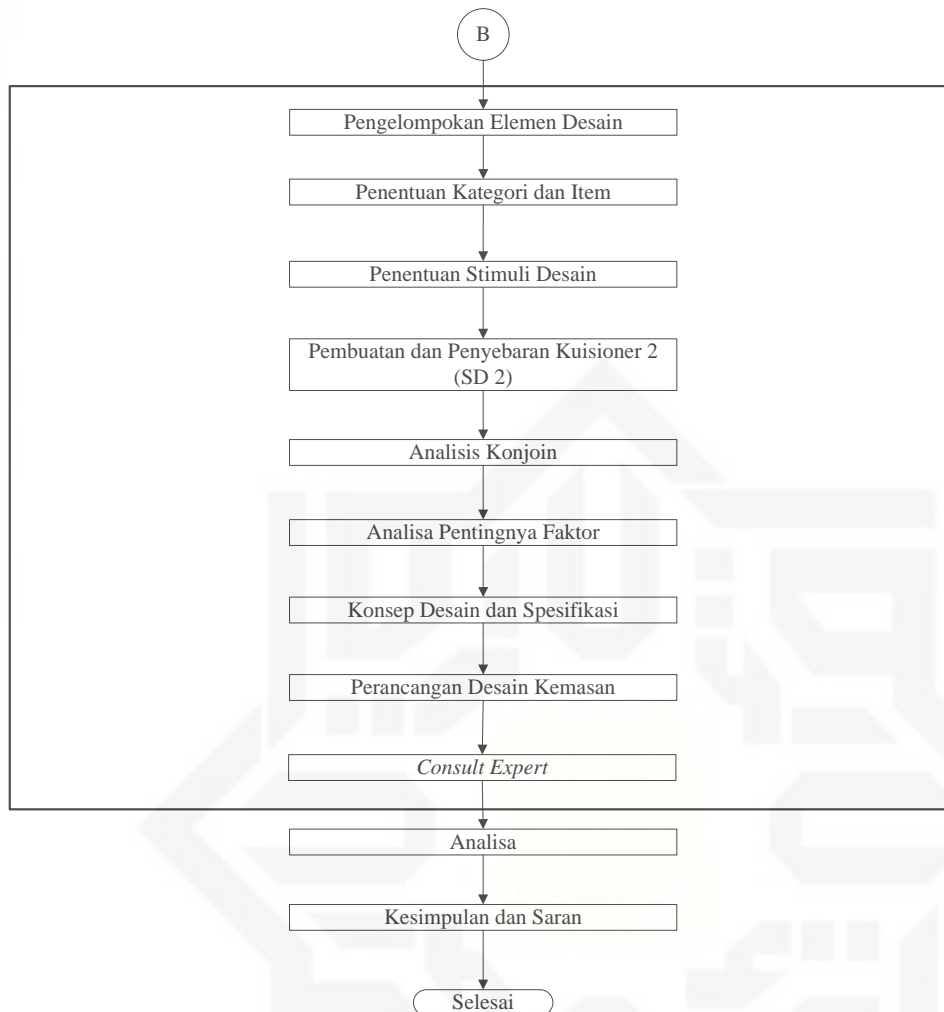 B
Pengelompokan Elemen Desain
Penentuan Kategori dan Item
Penentuan Stimuli Desain
Pembuatan dan Penyebaran Kuisioner 2
(SD 2)
Analisis Konjoin
Analisa Pentingnya Faktor
Konsep Desain dan Spesifikasi
Perancangan Desain Kemasan
Consult Expert
Analisa
Kesimpulan dan Saran
Selesai